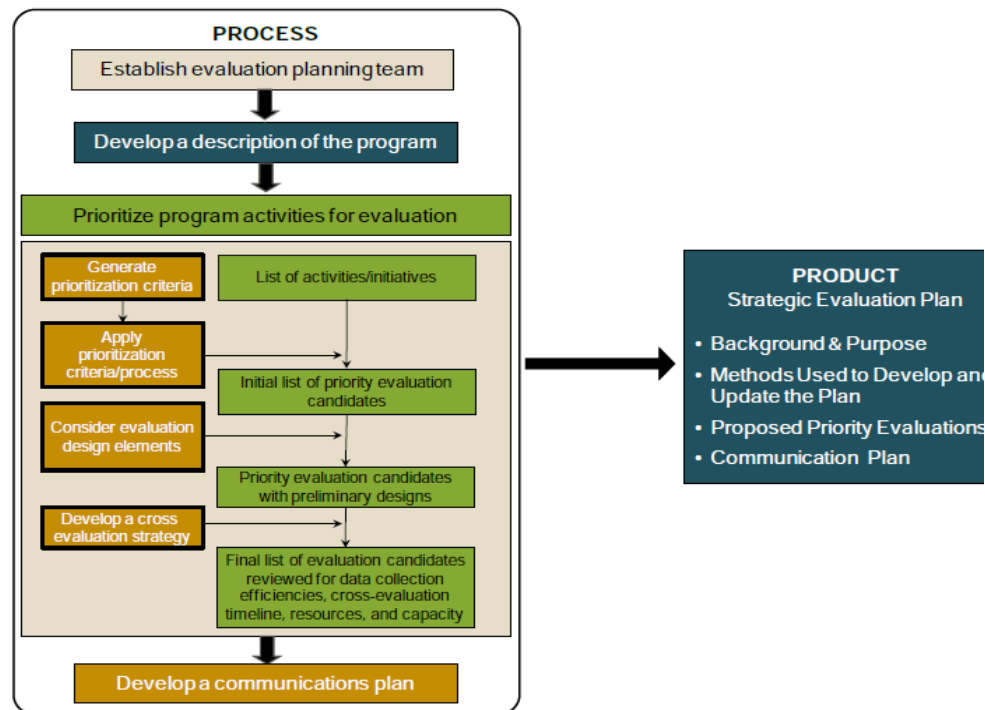 PROCESS
Establish evaluation planning team
Develop a description of the program
Prioritize program activities for evaluation
Generate
prioritization criteria
List of activities/initiatives
Apply
prioritization
criteria/process
Initial list of priority evaluation
candidates
Consider evaluation
design elements
Priority evaluation candidates
with preliminary designs
Develop a cross
evaluation strategy
Final list of evaluation candidates
reviewed for data collection
efficiencies, cross-evaluation
timeline, resources, and capacity
Develop a communications plan
PRODUCT
Strategic Evaluation Plan
• Background & Purpose
• Methods Used to Develop and
Update the Plan
• Proposed Priority Evaluations
• Communication Plan